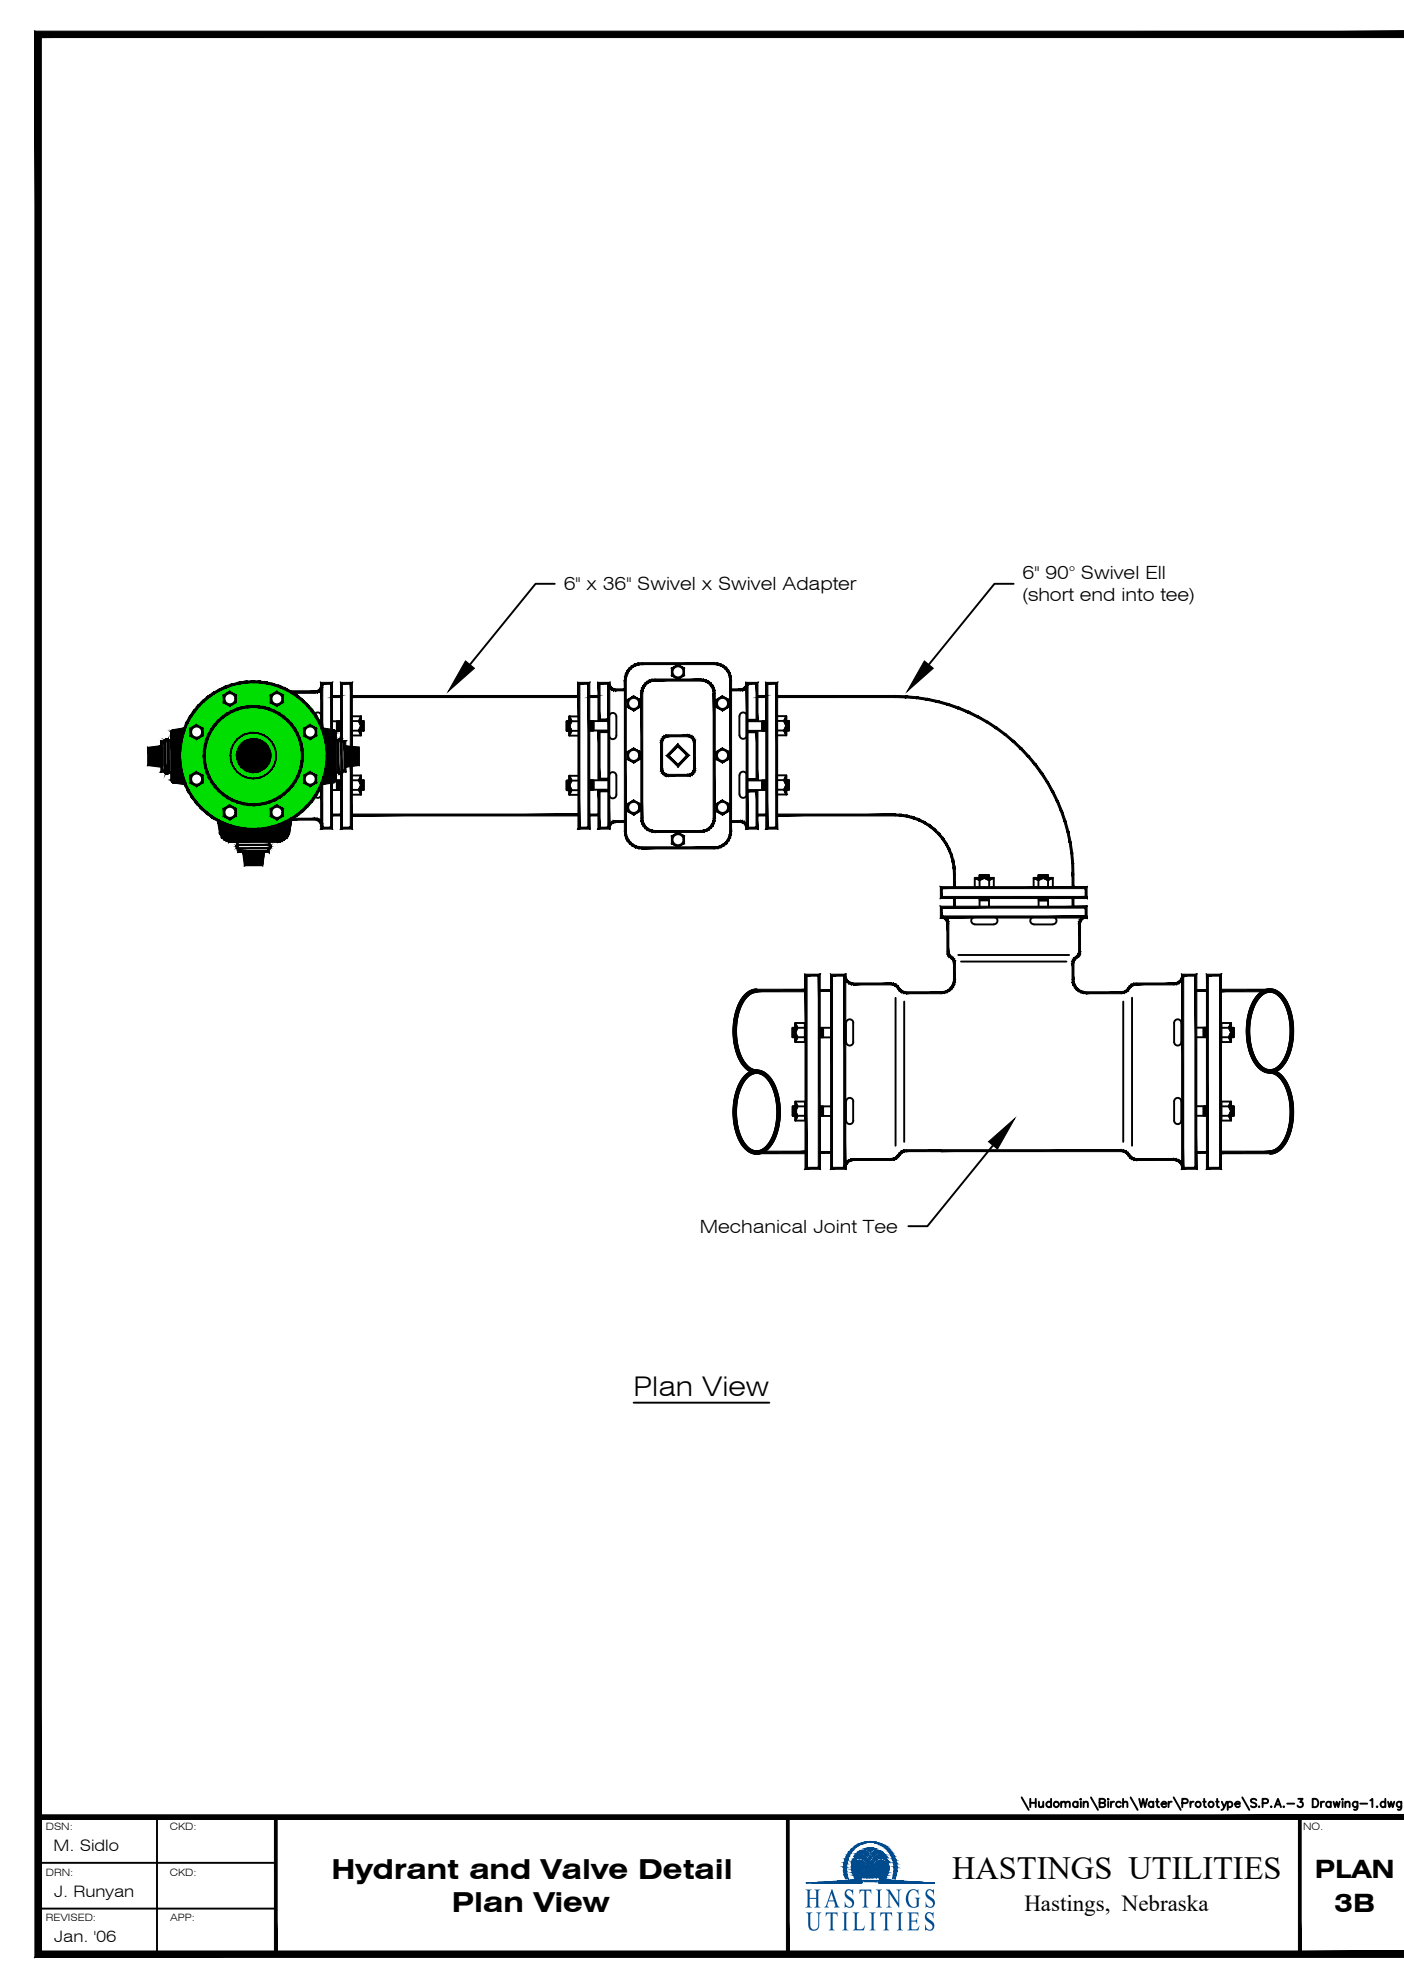 6" x 36" Swivel x Swivel Adapter
6" 90° Swivel Ell
(short end into tee)
Mechanical Joint Tee
Plan View
\Hudomain\Birch\Water\Prototype\S.P.A.-3 Drawing-1.dwg
DSN:
M. Sidlo
CKD:
DRN:
J. Runyan
CKD:
REVISED:
Jan. '06
APP:
Hydrant and Valve Detail
Plan View
HASTINGS
UTILITIES
HASTINGS UTILITIES
Hastings, Nebraska
NO.
PLAN
3B